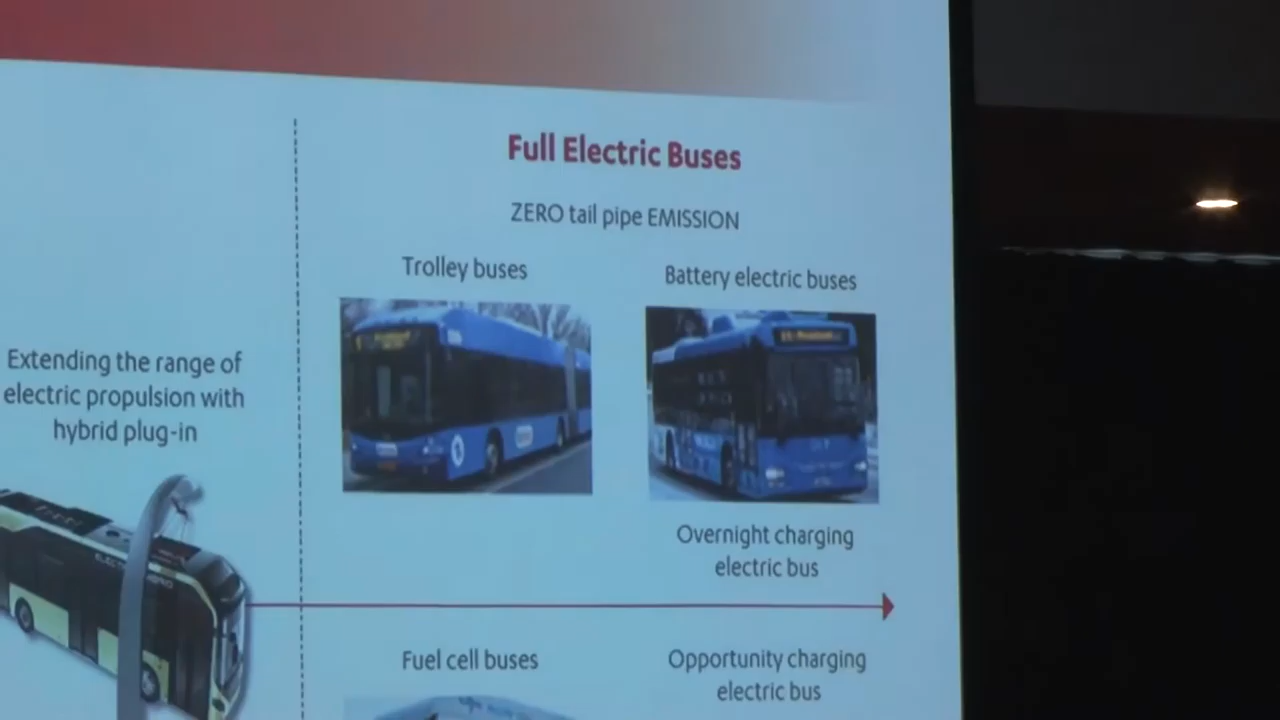 Full Electric Buses
ZERO tail pipe EMISSION
Trolley buses
Battery electric buses
Extending the range of
electric propulsion with
hybrid plug-in
Overnight charging
electric bus
Fuel cell buses
Opportunity charging
electric bus